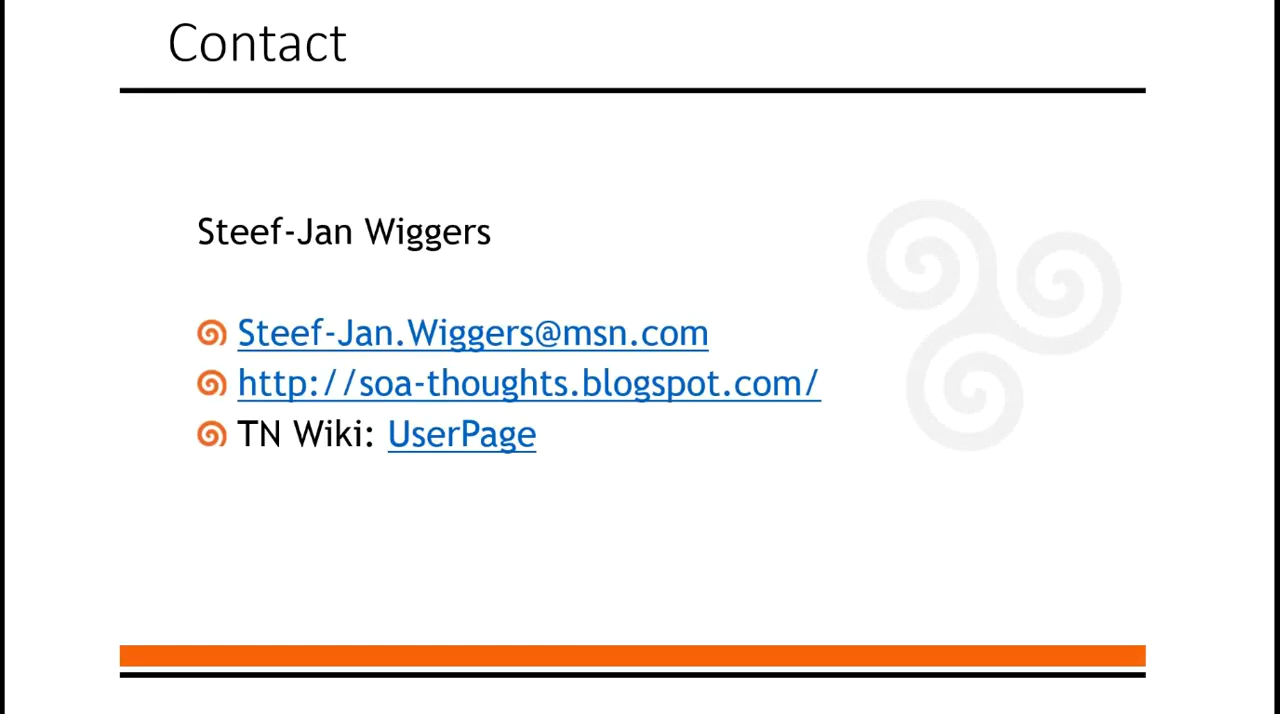 Contact
Steef-Jan Wiggers
Steef-Jan.Wiggers@msn.com
http://soa-thoughts.blogspot.com/
TN Wiki: UserPage